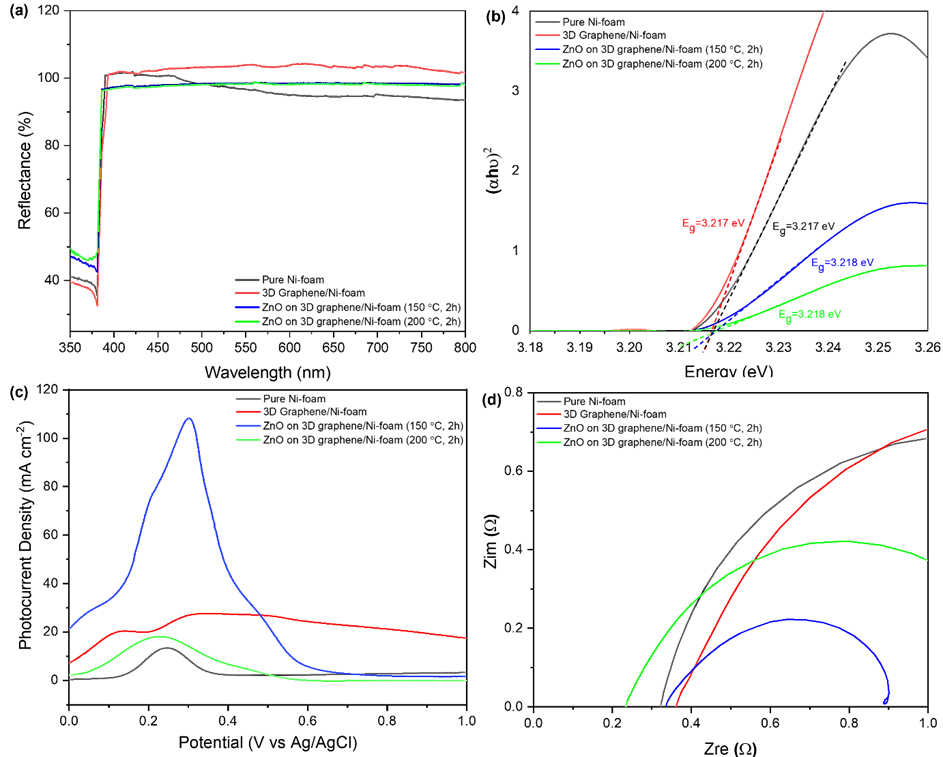 (a)
120
100
80
60
40
Reflectance (%)
Pure Ni-foam
3D Graphene/Ni-foam
ZnO on 3D graphene/Ni-foam (150 °C, 2h)
ZnO on 3D graphene/Ni-foam (200 °C, 2h)
350 400 450 500 550 600 650 700 750 800
Wavelength (nm)
(b)
4
3
2
1
0
(αhυ)²
Pure Ni-foam
3D Graphene/Ni-foam
ZnO on 3D graphene/Ni-foam (150 °C, 2h)
ZnO on 3D graphene/Ni-foam (200 °C, 2h)
Eg=3.217 eV
Eg=3.217 eV
Eg=3.218 eV
Eg=3.218 eV
3.18 3.19 3.20 3.21 3.22 3.23 3.24 3.25 3.26
Energy (eV)
(c)
120
100
80
60
40
20
0
Photocurrent Density (mA cm⁻²)
Pure Ni-foam
3D Graphene/Ni-foam
ZnO on 3D graphene/Ni-foam (150 °C, 2h)
ZnO on 3D graphene/Ni-foam (200 °C, 2h)
0.0 0.2 0.4 0.6 0.8 1.0
Potential (V vs Ag/AgCl)
(d)
0.8
0.6
0.4
0.2
0.0
Zim (Ω)
Pure Ni-foam
3D Graphene/Ni-foam
ZnO on 3D graphene/Ni-foam (150 °C, 2h)
ZnO on 3D graphene/Ni-foam (200 °C, 2h)
0.0 0.2 0.4 0.6 0.8 1.0
Zre (Ω)